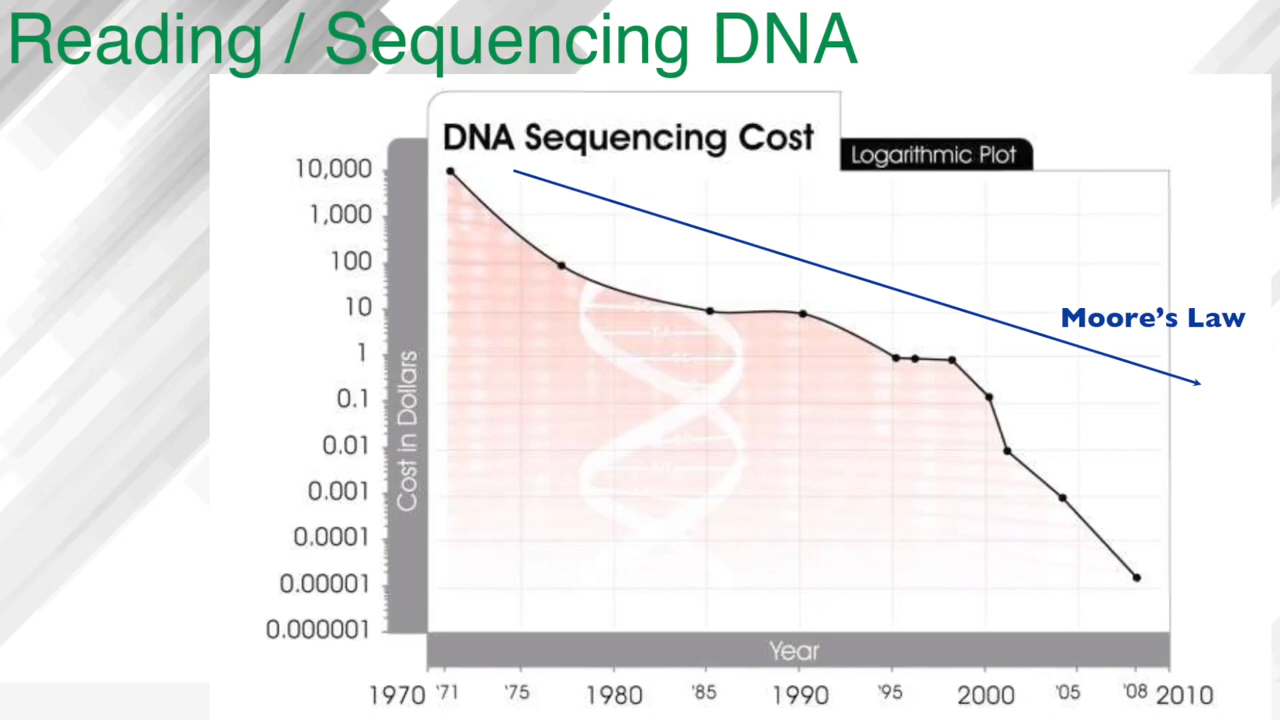 Reading / Sequencing DNA
DNA Sequencing Cost
Logarithmic Plot
10,000
1,000
100
10
1
0.1
0.01
0.001
0.0001
0.00001
0.000001
Cost in Dollars
Moore's Law
Year
1970 '71 '75 1980 '85 1990 '95 2000 '05 '08 2010